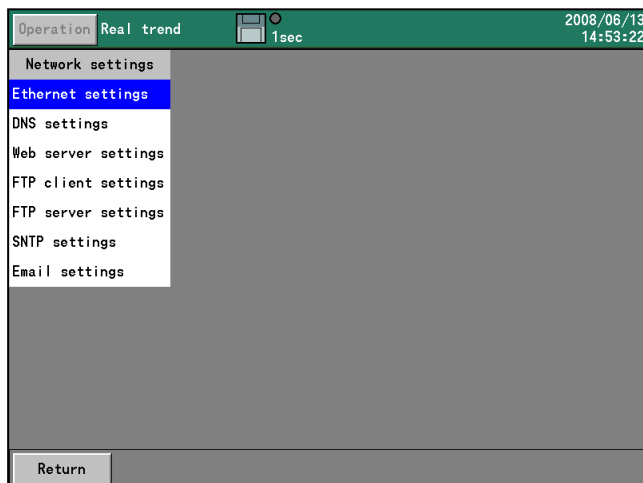 Operation Real trend 1sec 2008/06/13
14:53:22
Network settings
Ethernet settings
DNS settings
Web server settings
FTP client settings
FTP server settings
SNTP settings
Email settings
Return